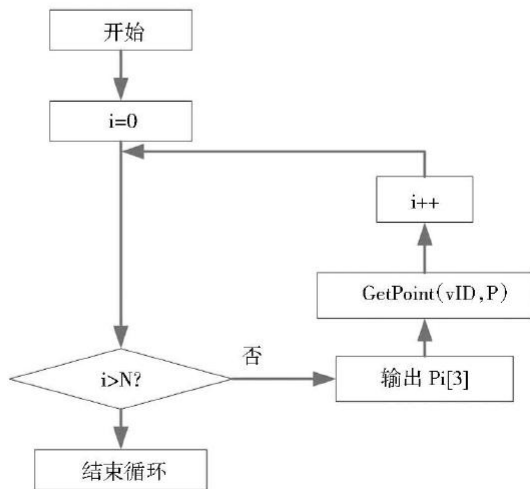 开始
i=0
i++
GetPoint(vID,P)
i>N?
否
输出 Pi[3]
结束循环